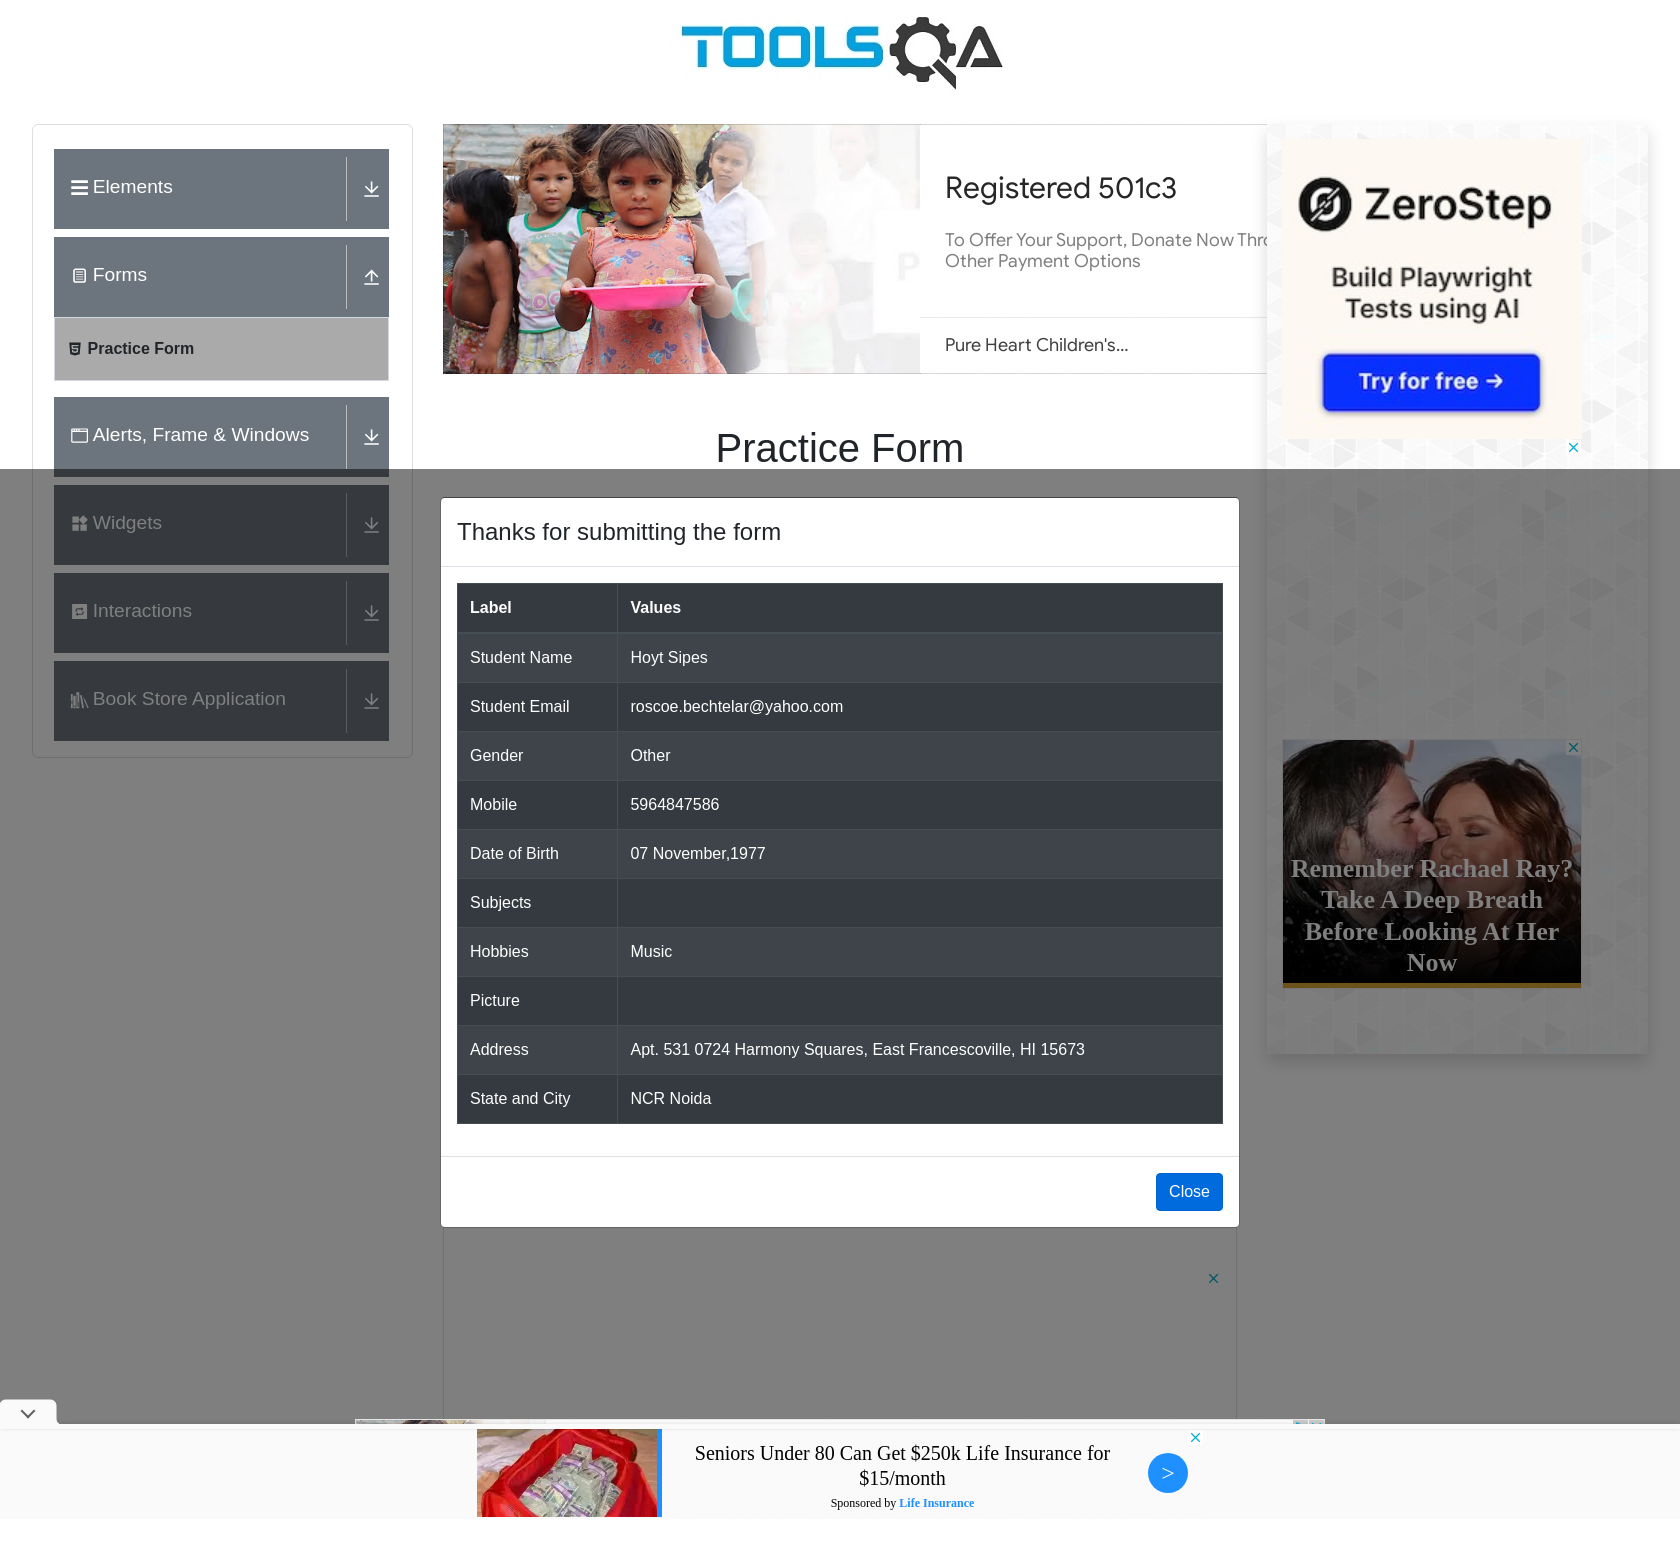 TOOLSQA
Elements
Forms
Practice Form
Alerts, Frame & Windows
Widgets
Interactions
Book Store Application
Registered 501c3
To Offer Your Support, Donate Now
Other Payment Options
Pure Heart Children's...
ZeroStep
Build Playwright
Tests using AI
Try for free →
Practice Form
Thanks for submitting the form
Label Values
Student Name Hoyt Sipes
Student Email roscoe.bechtelar@yahoo.com
Gender Other
Mobile 5964847586
Date of Birth 07 November,1977
Subjects
Hobbies Music
Picture
Address Apt. 531 0724 Harmony Squares, East Francescoville, HI 15673
State and City NCR Noida
Close
Remember Rachael Ray?
Take A Deep Breath
Before Looking At Her
Now
Seniors Under 80 Can Get $250k Life Insurance for
$15/month
Sponsored by Life Insurance
>